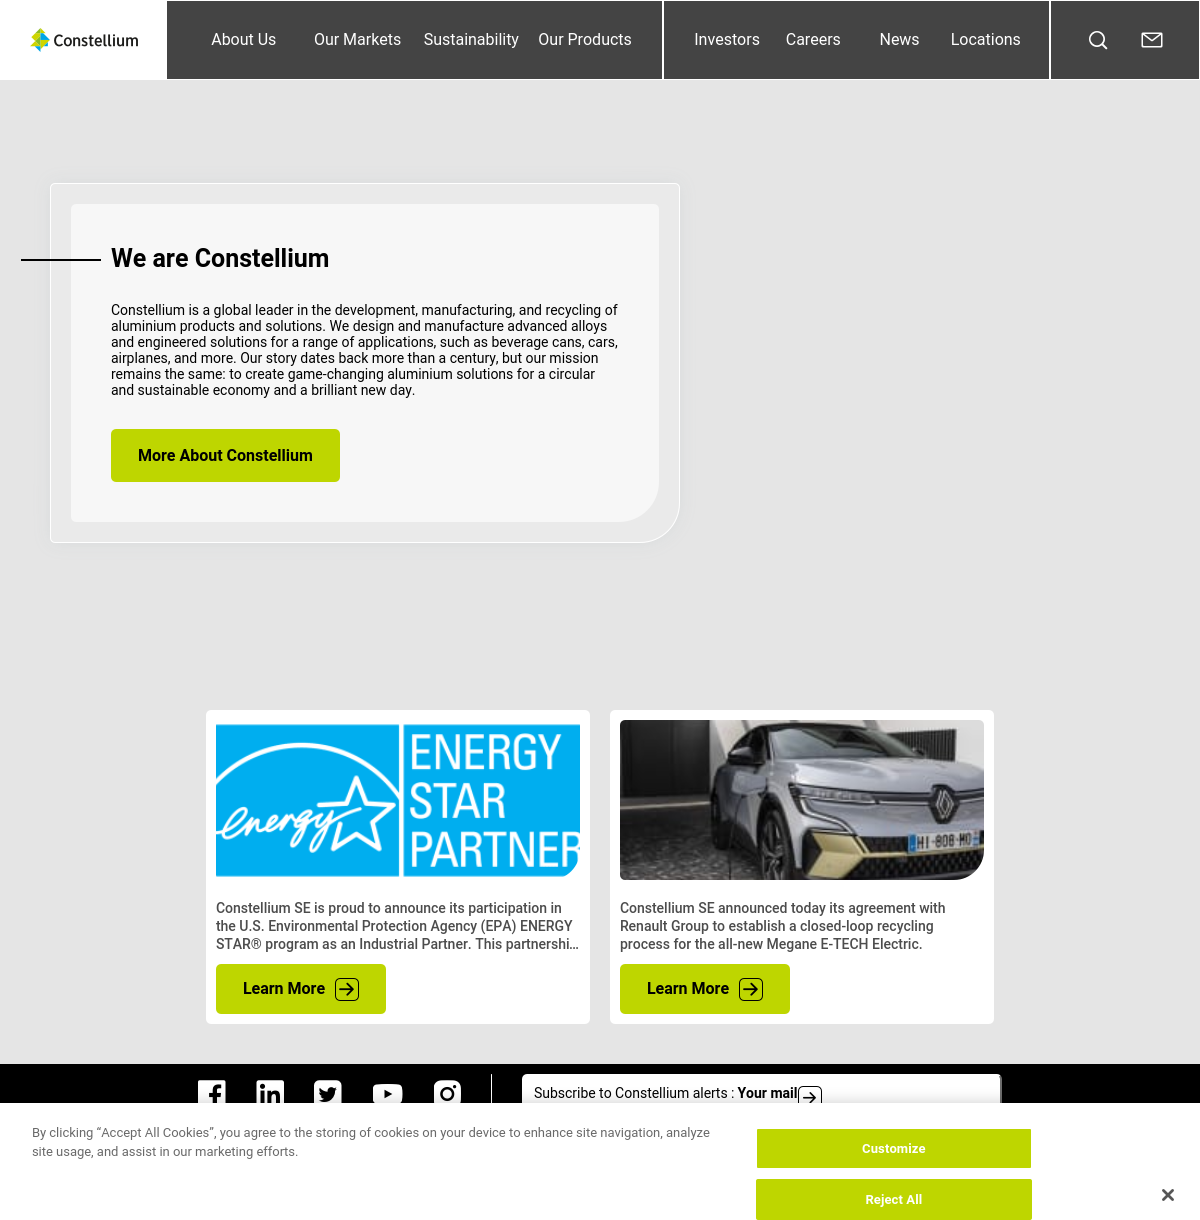 Constellium
About Us
Our Markets
Sustainability
Our Products
Investors
Careers
News
Locations
We are Constellium
Constellium is a global leader in the development, manufacturing, and recycling of
aluminium products and solutions. We design and manufacture advanced alloys
and engineered solutions for a range of applications, such as beverage cans, cars,
airplanes, and more. Our story dates back more than a century, but our mission
remains the same: to create game-changing aluminium solutions for a circular
and sustainable economy and a brilliant new day.
More About Constellium
energy
ENERGY
STAR
PARTNER
HI-808-MO
Constellium SE is proud to announce its participation in
the U.S. Environmental Protection Agency (EPA) ENERGY
STAR® program as an Industrial Partner. This partnershi...
Learn More
Constellium SE announced today its agreement with
Renault Group to establish a closed-loop recycling
process for the all-new Megane E-TECH Electric.
Learn More
Subscribe to Constellium alerts : Your mail
By clicking “Accept All Cookies”, you agree to the storing of cookies on your device to enhance site navigation, analyze
site usage, and assist in our marketing efforts.
Customize
Reject All